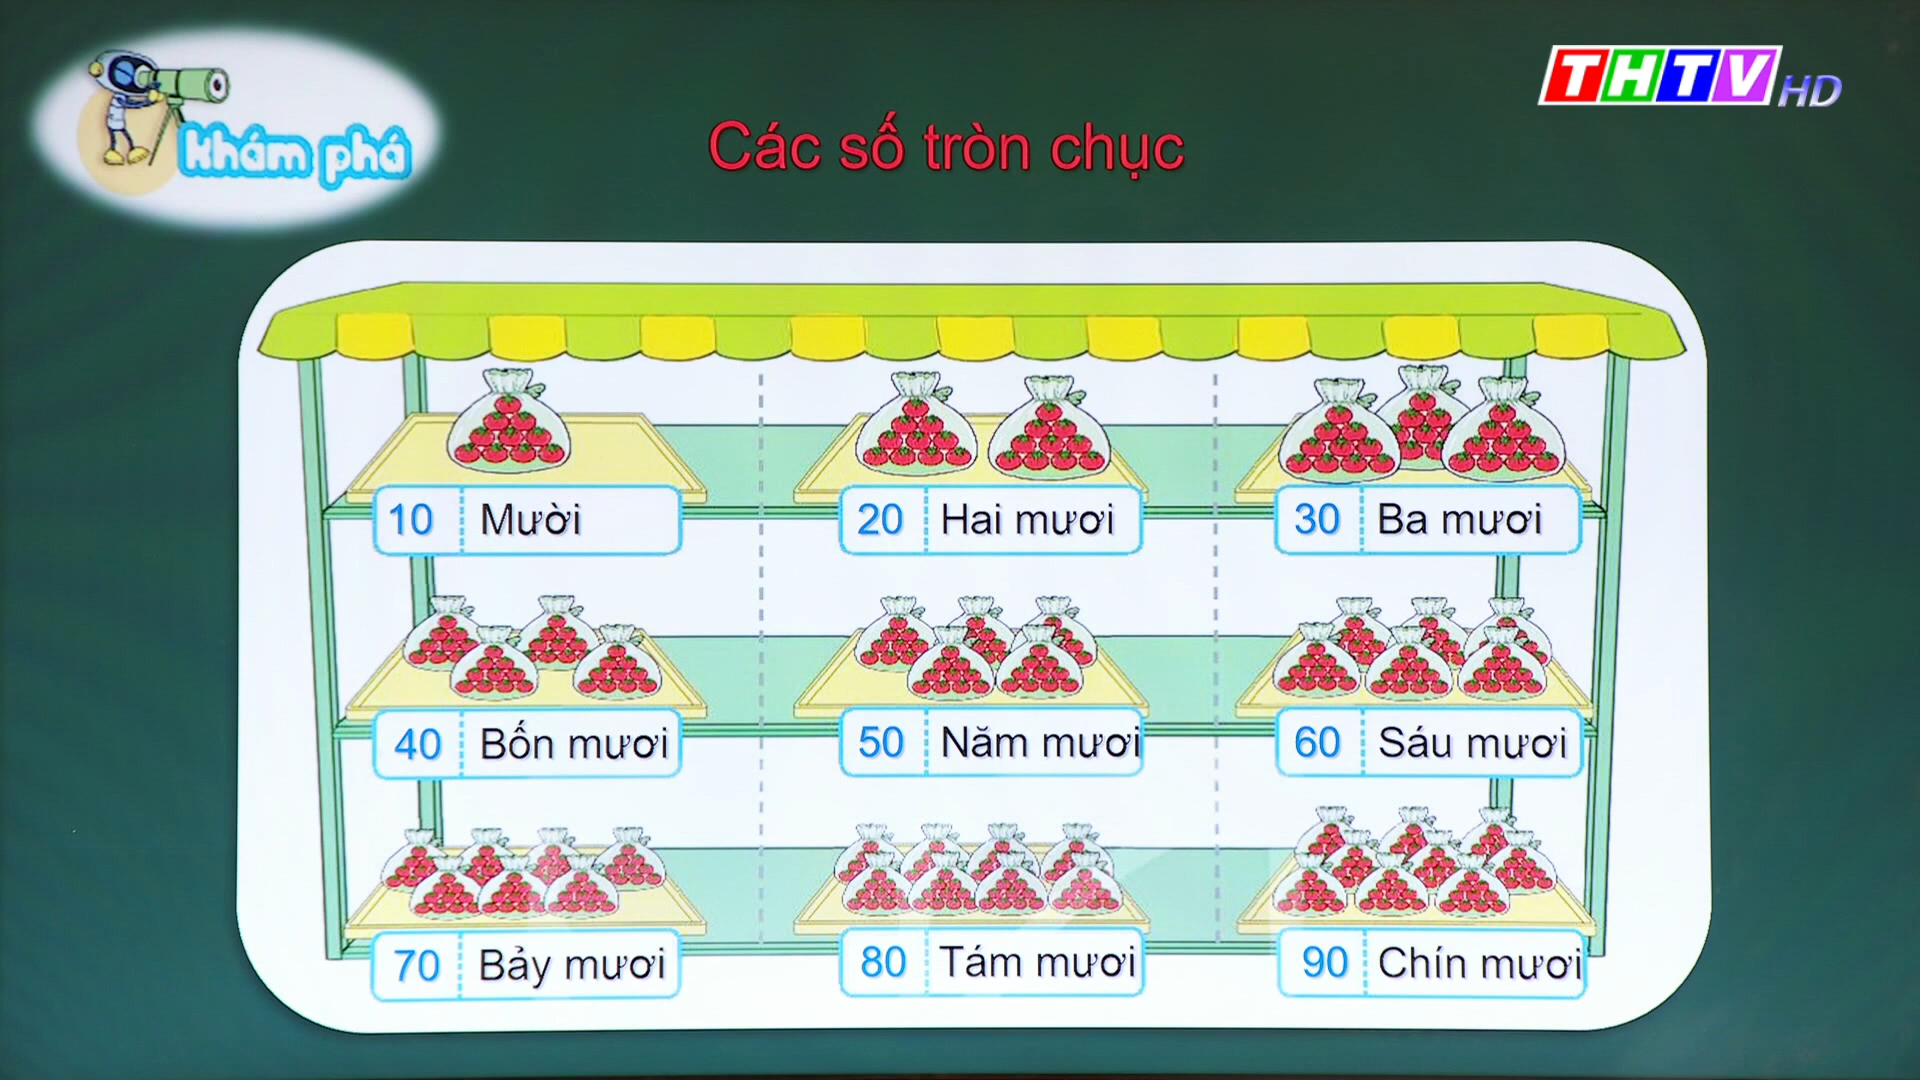 khám phá
THTV HD
Các số tròn chục
10 Mười
20 Hai mươi
30 Ba mươi
40 Bốn mươi
50 Năm mươi
60 Sáu mươi
70 Bảy mươi
80 Tám mươi
90 Chín mươi